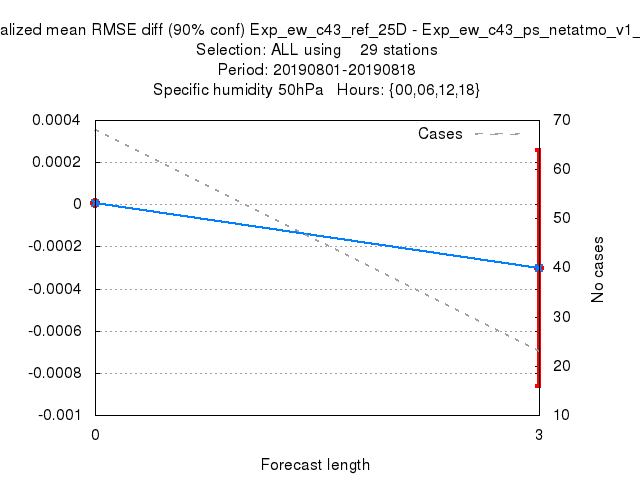 alized mean RMSE diff (90% conf) Exp_ew_c43_ref_25D - Exp_ew_c43_ps_netatmo_v1_
Selection: ALL using 29 stations
Period: 20190801-20190818
Specific humidity 50hPa Hours: {00,06,12,18}
0.0004
0.0002
0
-0.0002
-0.0004
-0.0006
-0.0008
-0.001
Cases
70
60
50
40
30
20
10
No cases
0
3
Forecast length